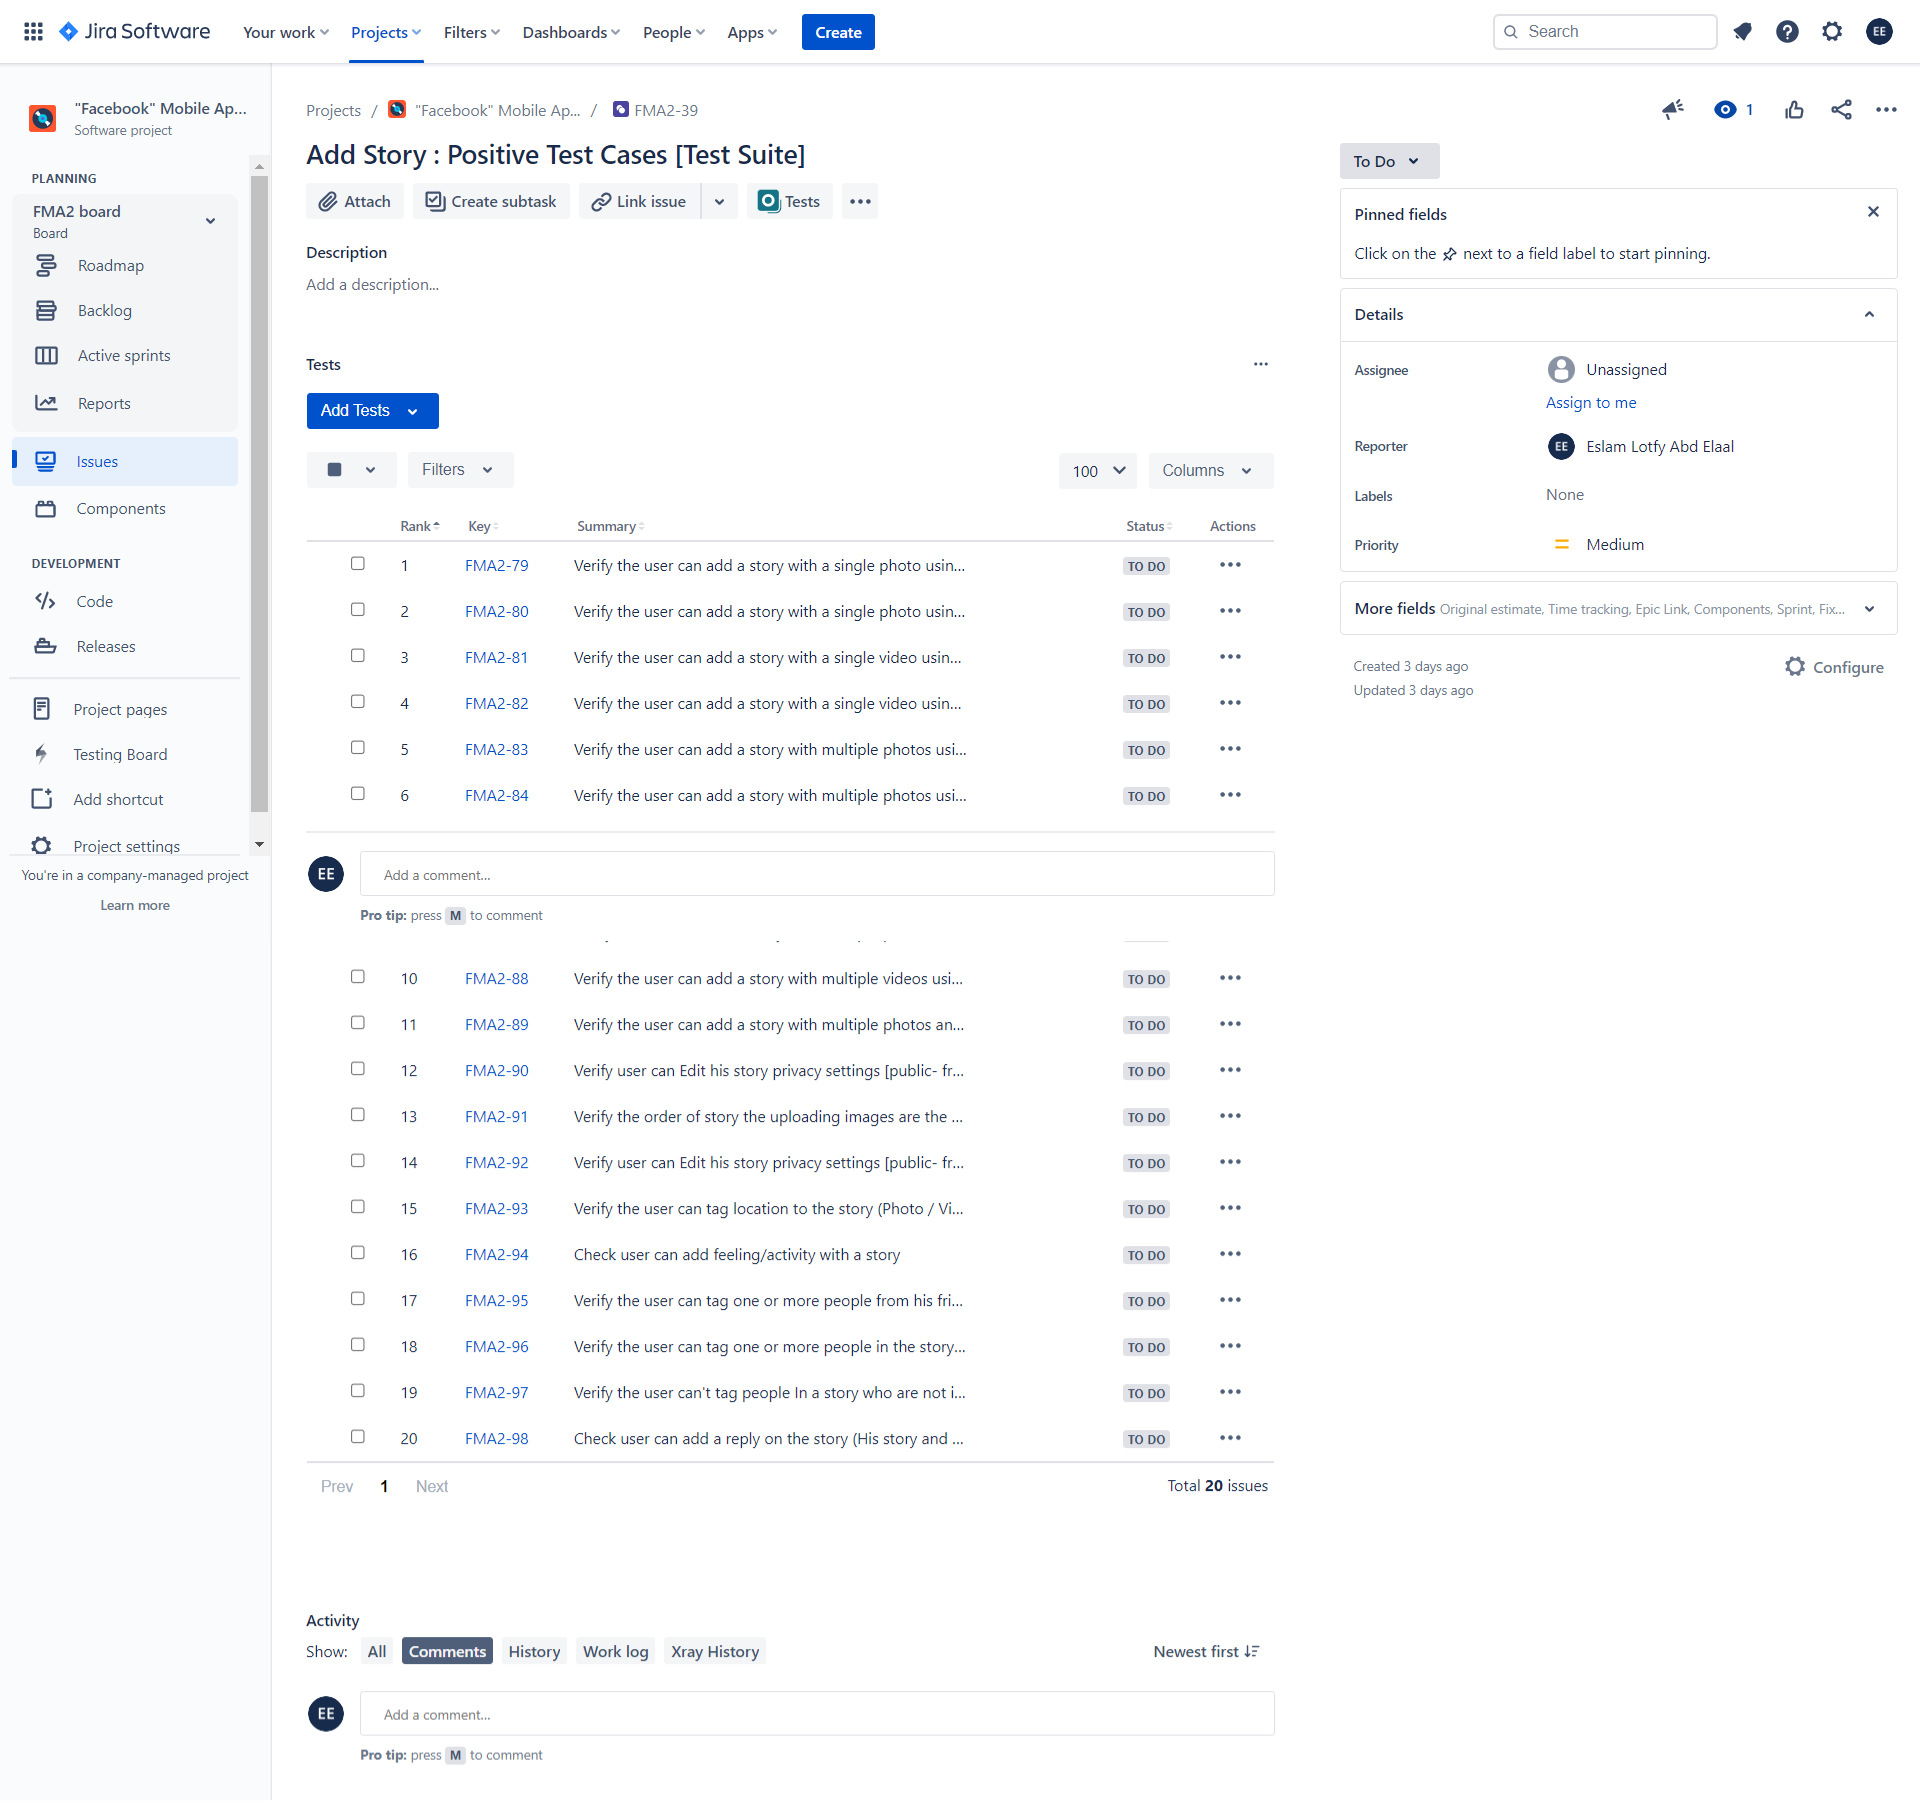 Jira Software
Your work
Projects
Filters
Dashboards
People
Apps
Create
Search
EE
"Facebook" Mobile Ap...
Software project
PLANNING
FMA2 board
Board
Roadmap
Backlog
Active sprints
Reports
Issues
Components
DEVELOPMENT
Code
Releases
Project pages
Testing Board
Add shortcut
Project settings
You're in a company-managed project
Learn more
Projects / "Facebook" Mobile Ap... / FMA2-39
1
Add Story : Positive Test Cases [Test Suite]
Attach
Create subtask
Link issue
Tests
Description
Add a description...
Tests
Add Tests
Filters
100
Columns
Rank Key Summary Status Actions
1 FMA2-79 Verify the user can add a story with a single photo usin... TO DO
2 FMA2-80 Verify the user can add a story with a single photo usin... TO DO
3 FMA2-81 Verify the user can add a story with a single video usin... TO DO
4 FMA2-82 Verify the user can add a story with a single video usin... TO DO
5 FMA2-83 Verify the user can add a story with multiple photos usi... TO DO
6 FMA2-84 Verify the user can add a story with multiple photos usi... TO DO
EE
Add a comment...
Pro tip: press M to comment
10 FMA2-88 Verify the user can add a story with multiple videos usi... TO DO
11 FMA2-89 Verify the user can add a story with multiple photos an... TO DO
12 FMA2-90 Verify user can Edit his story privacy settings [public- fr... TO DO
13 FMA2-91 Verify the order of story the uploading images are the ... TO DO
14 FMA2-92 Verify user can Edit his story privacy settings [public- fr... TO DO
15 FMA2-93 Verify the user can tag location to the story (Photo / Vi... TO DO
16 FMA2-94 Check user can add feeling/activity with a story TO DO
17 FMA2-95 Verify the user can tag one or more people from his fri... TO DO
18 FMA2-96 Verify the user can tag one or more people in the story... TO DO
19 FMA2-97 Verify the user can't tag people In a story who are not i... TO DO
20 FMA2-98 Check user can add a reply on the story (His story and ... TO DO
Prev 1 Next
Total 20 issues
Activity
Show: All Comments History Work log Xray History
Newest first
EE
Add a comment...
Pro tip: press M to comment
To Do
Pinned fields
Click on the next to a field label to start pinning.
Details
Assignee
Unassigned
Assign to me
Reporter
EE Eslam Lotfy Abd Elaal
Labels
None
Priority
Medium
More fields Original estimate, Time tracking, Epic Link, Components, Sprint, Fix...
Created 3 days ago
Updated 3 days ago
Configure